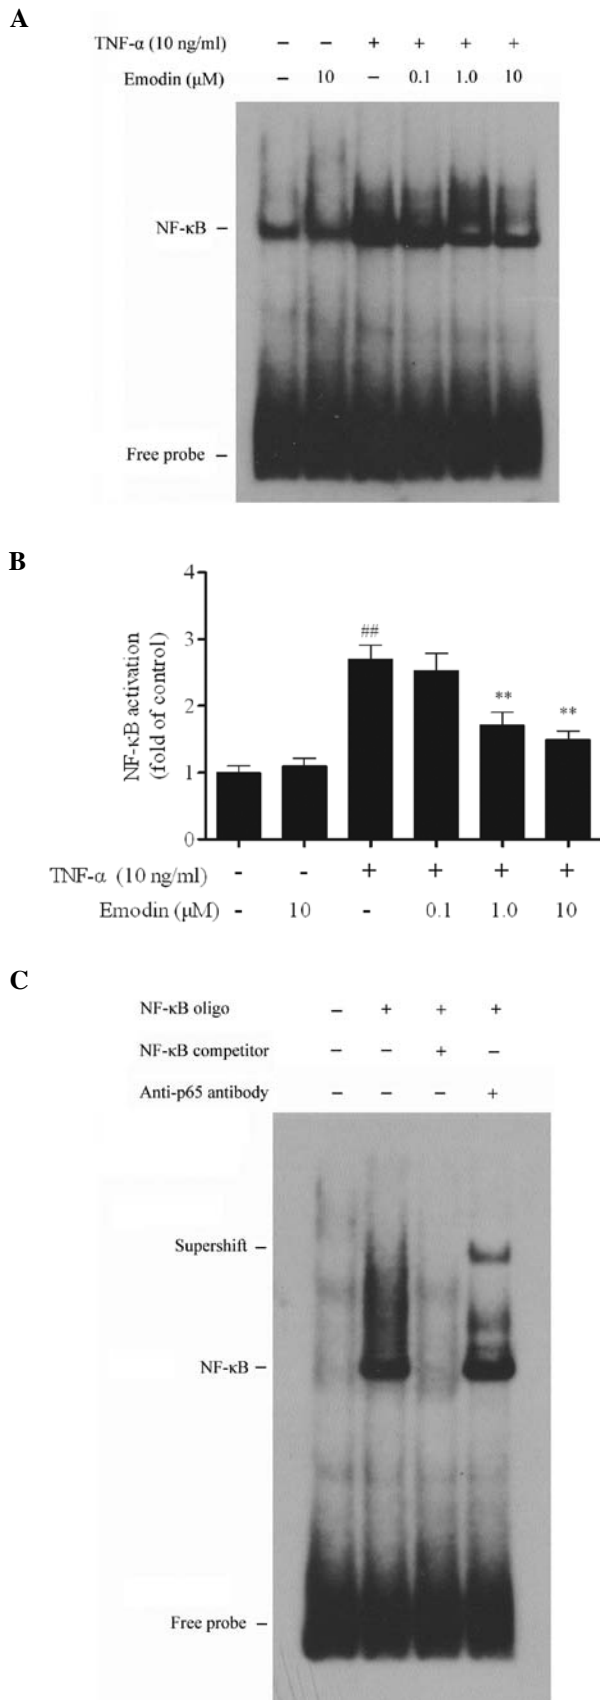 A
TNF-α (10 ng/ml) – – + + + +
Emodin (μM) – 10 – 0.1 1.0 10
NF-κB –
Free probe –
B
4
3
2
1
0
NF-κB activation
(fold of control)
##
**
**
TNF-α (10 ng/ml) - - + + + +
Emodin (μM) - 10 - 0.1 1.0 10
C
NF-κB oligo – + + +
NF-κB competitor – – + –
Anti-p65 antibody – – – +
Supershift –
NF-κB –
Free probe –